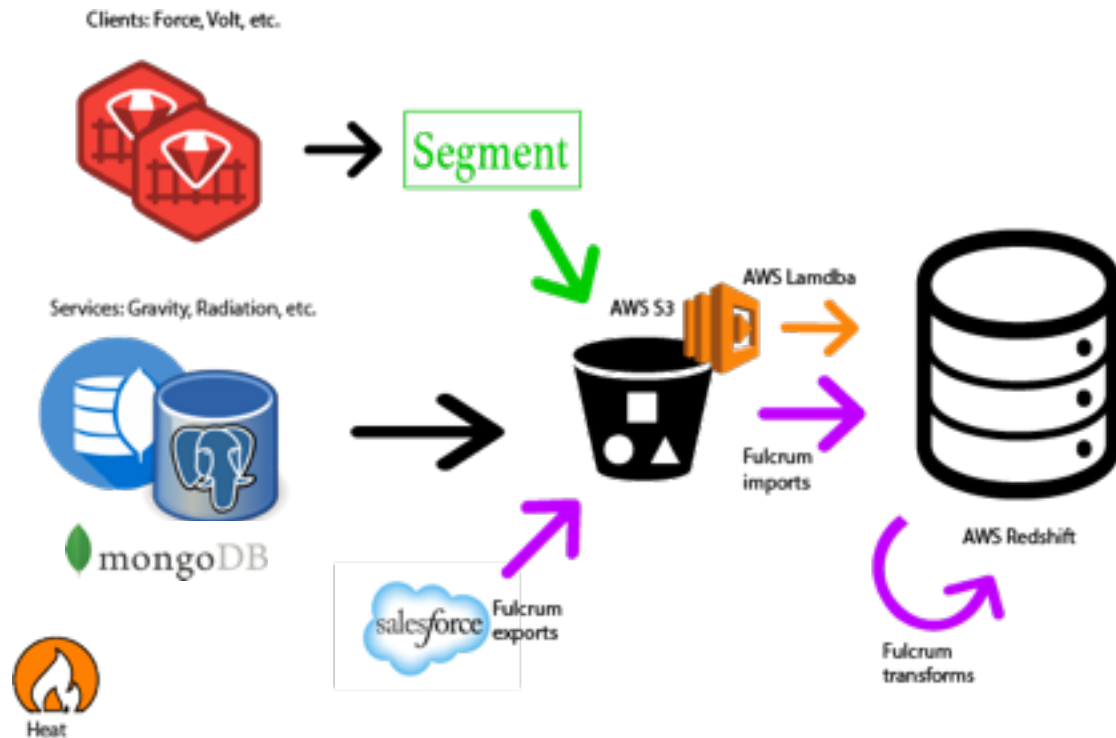 Clients: Force, Volt, etc.
Segment
Services: Gravity, Radiation, etc.
AWS S3
AWS Lamdba
mongoDB
salesforce
Fulcrum
exports
Fulcrum
imports
AWS Redshift
Fulcrum
transforms
Heat